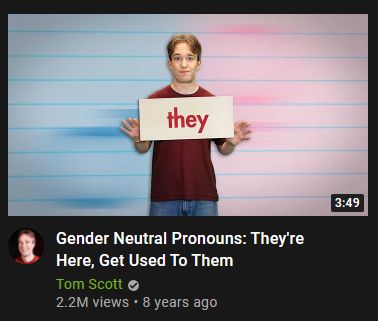 they
3:49
Gender Neutral Pronouns: They're
Here, Get Used To Them
Tom Scott
2.2M views • 8 years ago